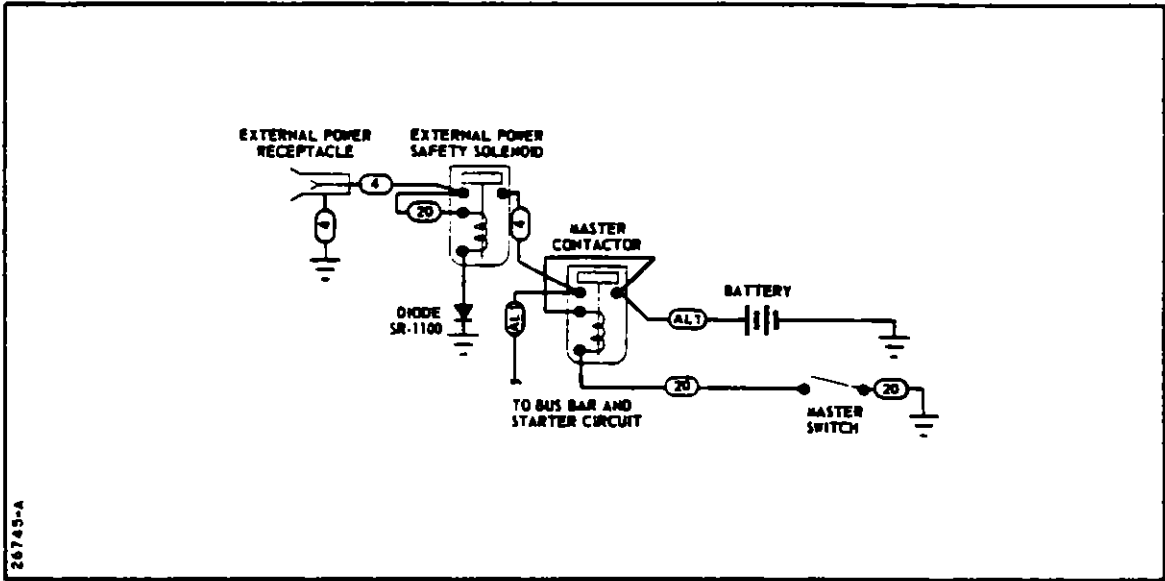 EXTERNAL POWER
RECEPTACLE
EXTERNAL POWER
SAFETY SOLENOID
4
20
4
4
MASTER
CONTACTOR
DIODE
SR-1100
ALT
BATTERY
ALT
TO BUS BAR AND
STARTER CIRCUIT
20
20
MASTER
SWITCH
26745-A